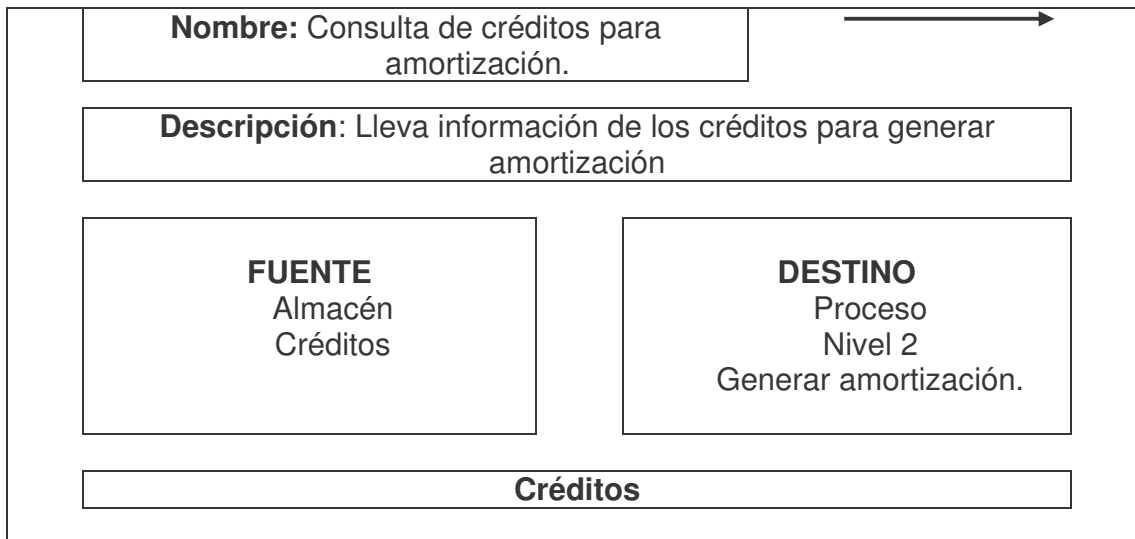 Nombre: Consulta de créditos para
amortización.
Descripción: Lleva información de los créditos para generar
amortización
FUENTE
Almacén
Créditos
DESTINO
Proceso
Nivel 2
Generar amortización.
Créditos